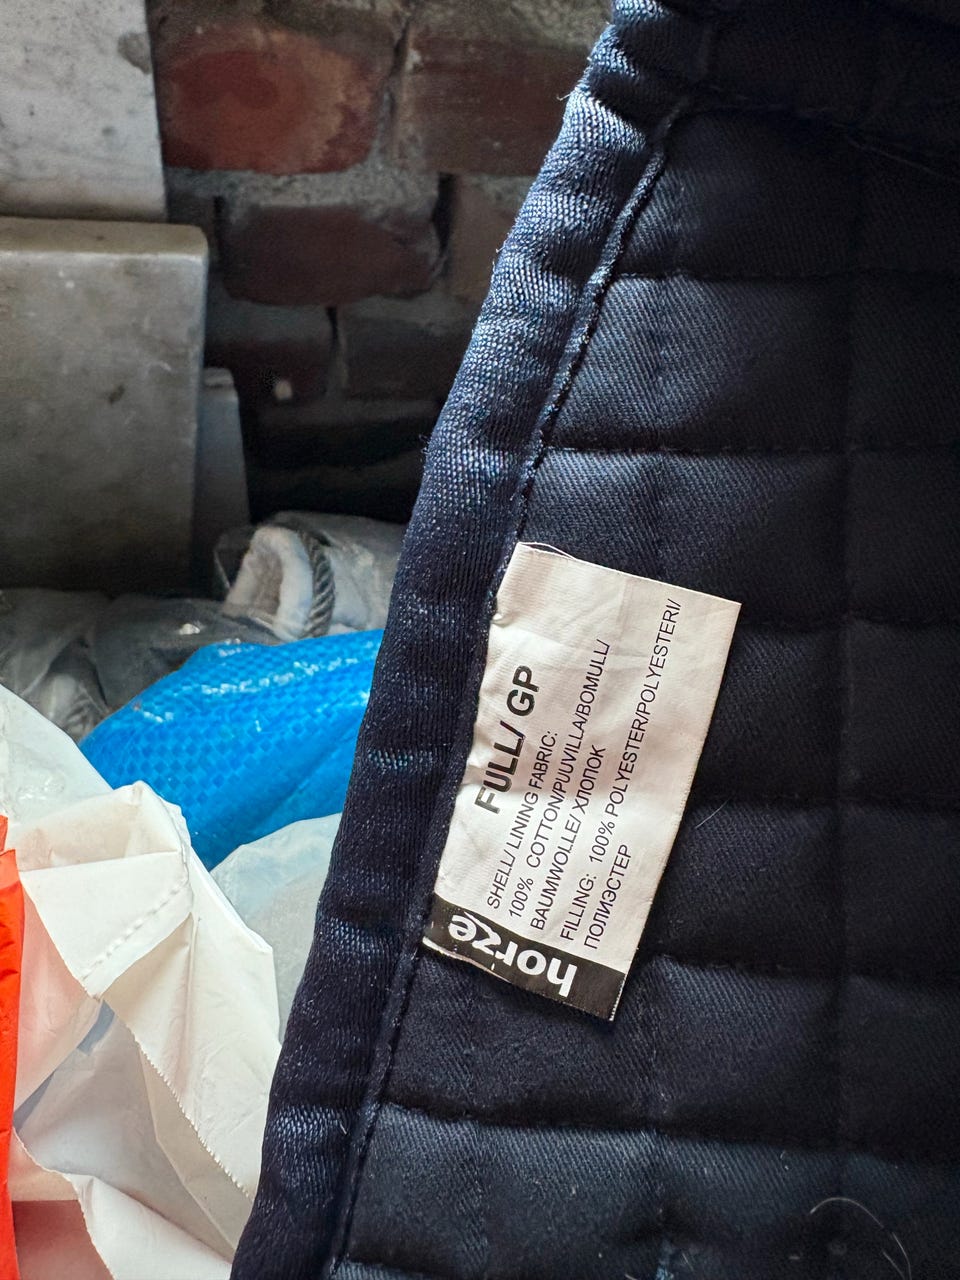 FULL/ GP
SHELL/ LINING FABRIC:
100% COTTON/PUUVILLA/BOMULL/
BAUMWOLLE/ ХЛОПОК
FILLING: 100% POLYESTER/POLYESTERI/
ПОЛИЭСТЕР
horze